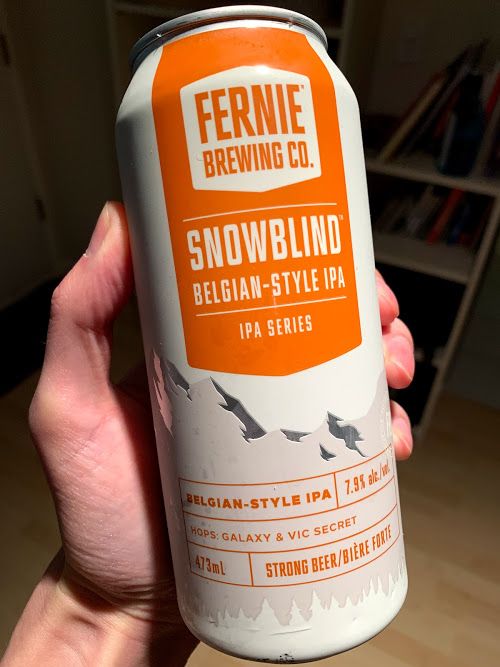 FERNIE
BREWING CO.
SNOWBLIND™
BELGIAN-STYLE IPA
IPA SERIES
BELGIAN-STYLE IPA
7.9% alc./vol.
HOPS: GALAXY & VIC SECRET
473mL
STRONG BEER/BIÈRE FORTE